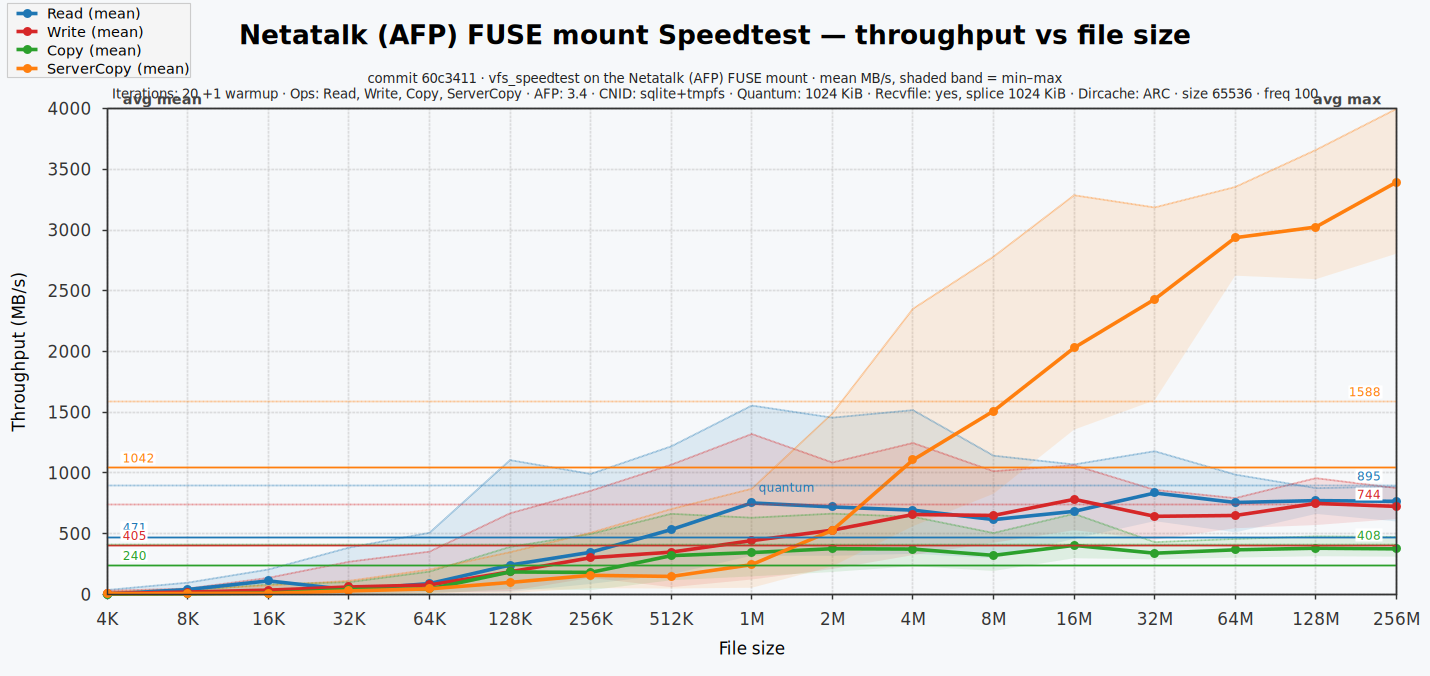 Read (mean)
Write (mean)
Copy (mean)
ServerCopy (mean)
Netatalk (AFP) FUSE mount Speedtest — throughput vs file size
commit 60c3411 · vfs_speedtest on the Netatalk (AFP) FUSE mount · mean MB/s, shaded band = min–max
Iterations: 20 +1 warmup · Ops: Read, Write, Copy, ServerCopy · AFP: 3.4 · CNID: sqlite+tmpfs · Quantum: 1024 KiB · Recvfile: yes, splice 1024 KiB · Dircache: ARC · size 65536 · freq 100
avg mean
avg max
4000
3500
3000
2500
2000
1500
1000
500
0
Throughput (MB/s)
1588
1042
895
744
quantum
471
405
408
240
4K 8K 16K 32K 64K 128K 256K 512K 1M 2M 4M 8M 16M 32M 64M 128M 256M
File size